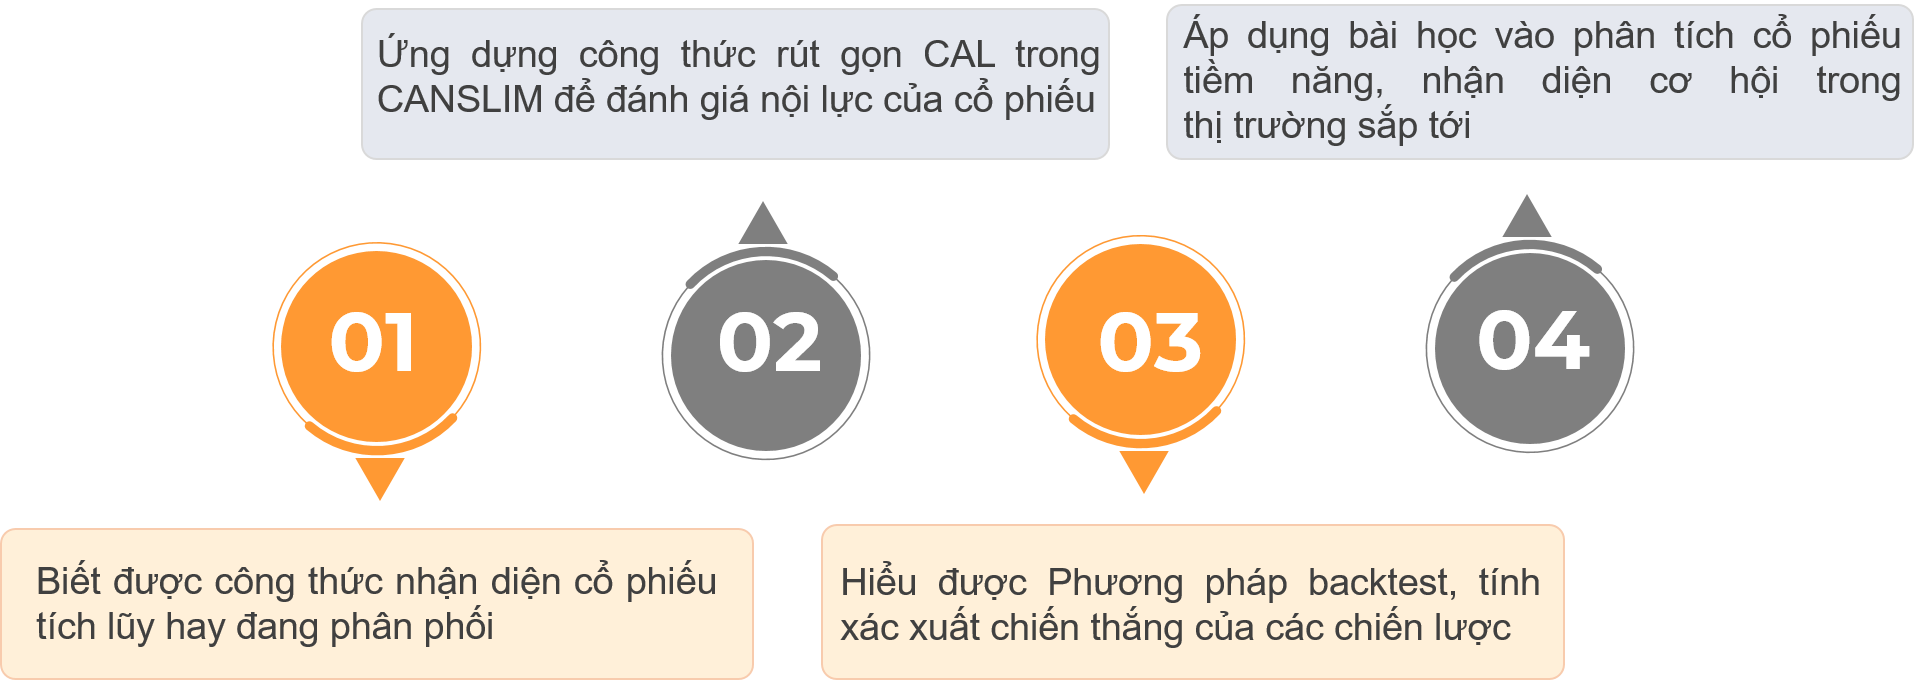 Ứng dựng công thức rút gọn CAL trong
CANSLIM để đánh giá nội lực của cổ phiếu
Áp dụng bài học vào phân tích cổ phiếu
tiềm năng, nhận diện cơ hội trong
thị trường sắp tới
01
02
03
04
Biết được công thức nhận diện cổ phiếu
tích lũy hay đang phân phối
Hiểu được Phương pháp backtest, tính
xác xuất chiến thắng của các chiến lược